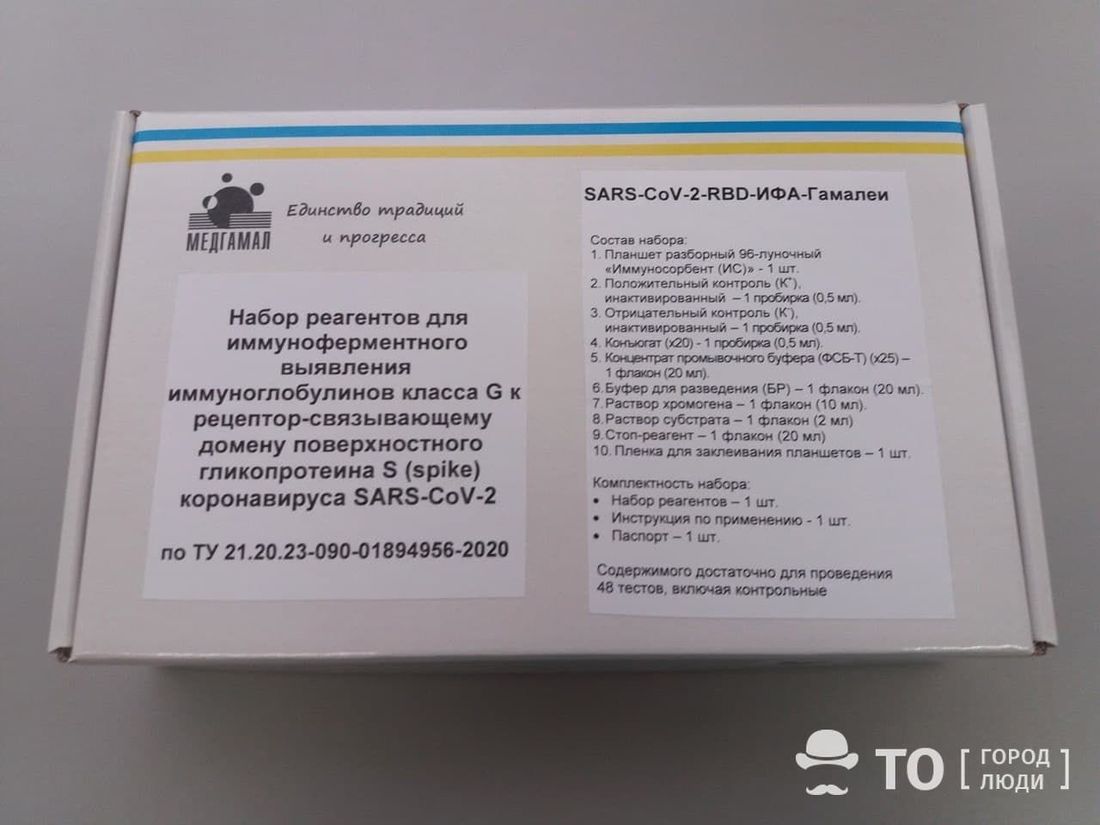 МЕДГАМАЛ
Единство традиций
и прогресса
Набор реагентов для
иммуноферментного
выявления
иммуноглобулинов класса G к
рецептор-связывающему
домену поверхностного
гликопротеина S (spike)
коронавируса SARS-CoV-2
по ТУ 21.20.23-090-01894956-2020
SARS-CoV-2-RBD-ИФА-Гамалеи
Состав набора:
1. Планшет разборный 96-луночный
«Иммуносорбент (ИС)» - 1 шт.
2. Положительный контроль (К⁺),
инактивированный – 1 пробирка (0,5 мл).
3. Отрицательный контроль (К⁻),
инактивированный – 1 пробирка (0,5 мл).
4. Конъюгат (х20) - 1 пробирка (0,5 мл).
5. Концентрат промывочного буфера (ФСБ-Т) (х25) –
1 флакон (20 мл).
6. Буфер для разведения (БР) – 1 флакон (20 мл).
7. Раствор хромогена – 1 флакон (10 мл).
8. Раствор субстрата – 1 флакон (2 мл)
9. Стоп-реагент – 1 флакон (20 мл)
10. Пленка для заклеивания планшетов – 1 шт.
Комплектность набора:
• Набор реагентов – 1 шт.
• Инструкция по применению - 1 шт.
• Паспорт – 1 шт.
Содержимого достаточно для проведения
48 тестов, включая контрольные
ТО [ ГОРОД
ЛЮДИ ]